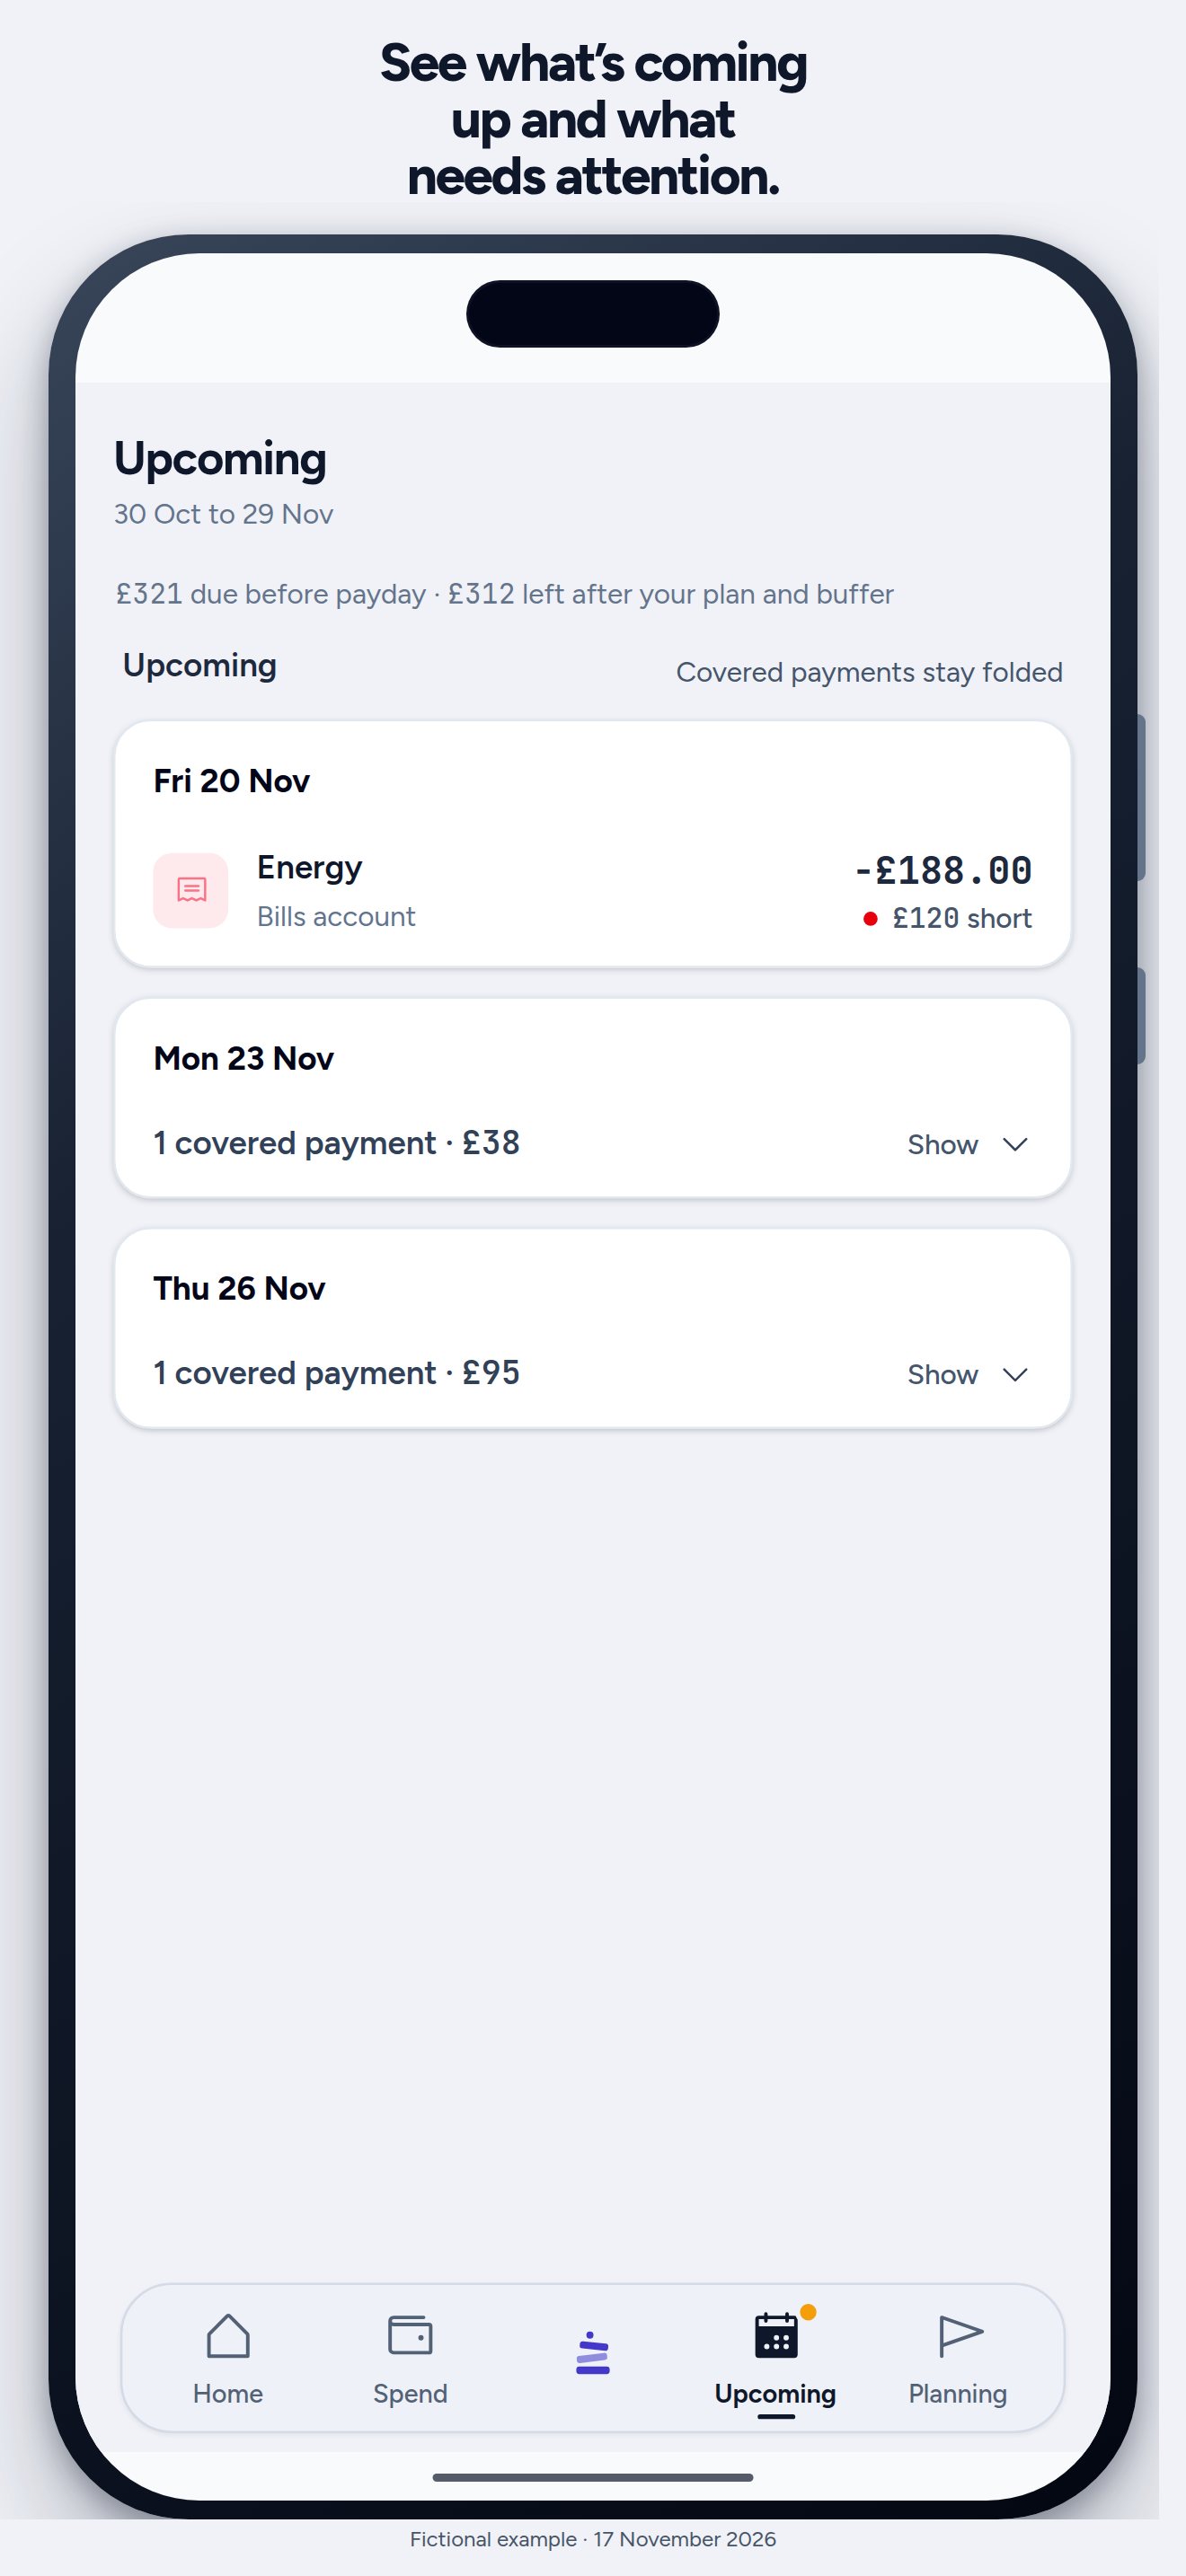 See what’s coming
up and what
needs attention.
Upcoming
30 Oct to 29 Nov
£321 due before payday · £312 left after your plan and buffer
Upcoming
Covered payments stay folded
Fri 20 Nov
Energy
-£188.00
Bills account
£120 short
Mon 23 Nov
1 covered payment · £38
Show
Thu 26 Nov
1 covered payment · £95
Show
Home
Spend
Upcoming
Planning
Fictional example · 17 November 2026